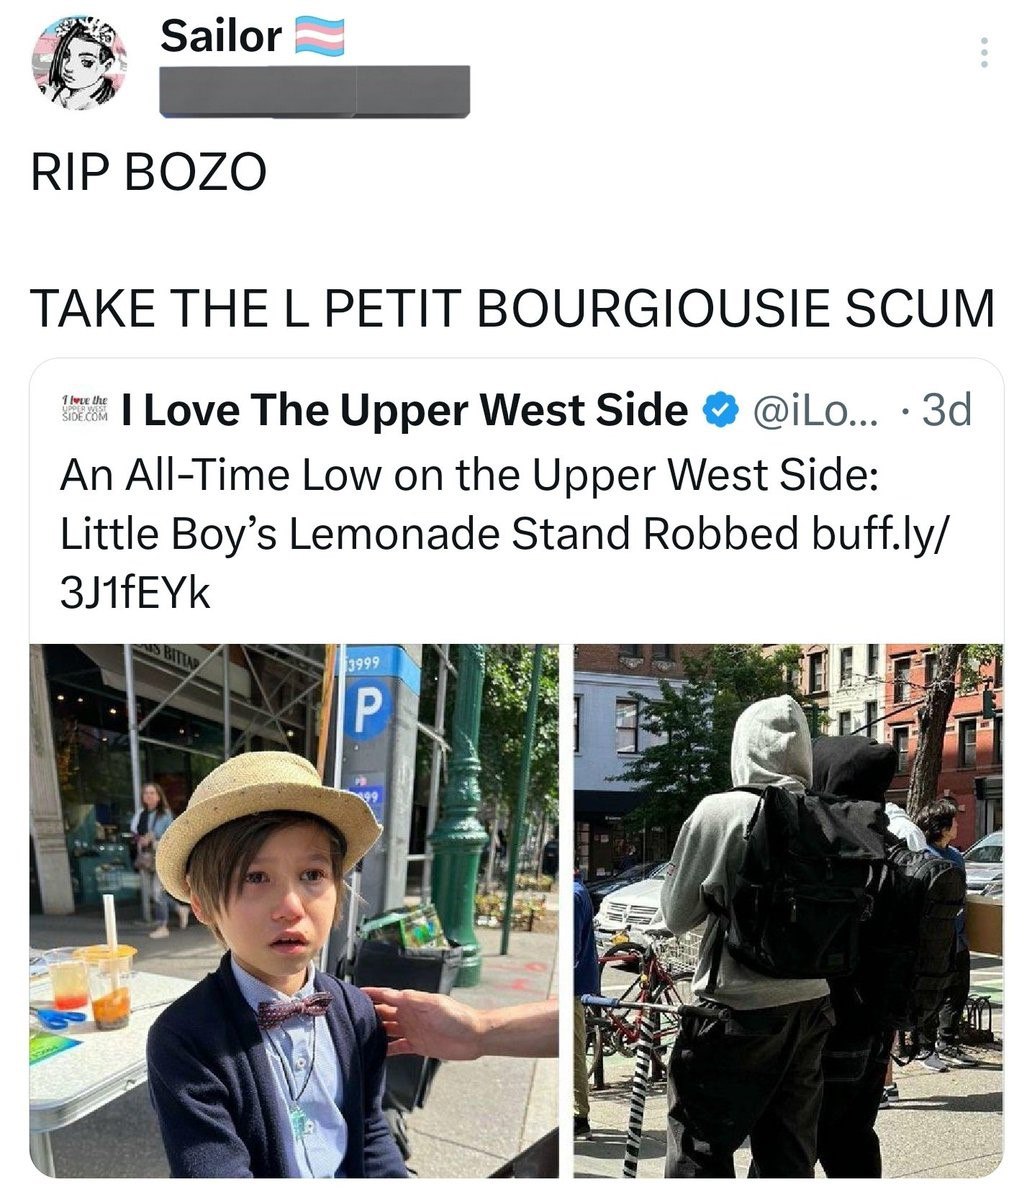 Sailor 🏳️‍⚧️
RIP BOZO
TAKE THE L PETIT BOURGIOUSIE SCUM
I love the
UPPER WEST
SIDE.COM
I Love The Upper West Side @iLo... · 3d
An All-Time Low on the Upper West Side:
Little Boy’s Lemonade Stand Robbed buff.ly/
3J1fEYk
BITTAR
3999
P
99